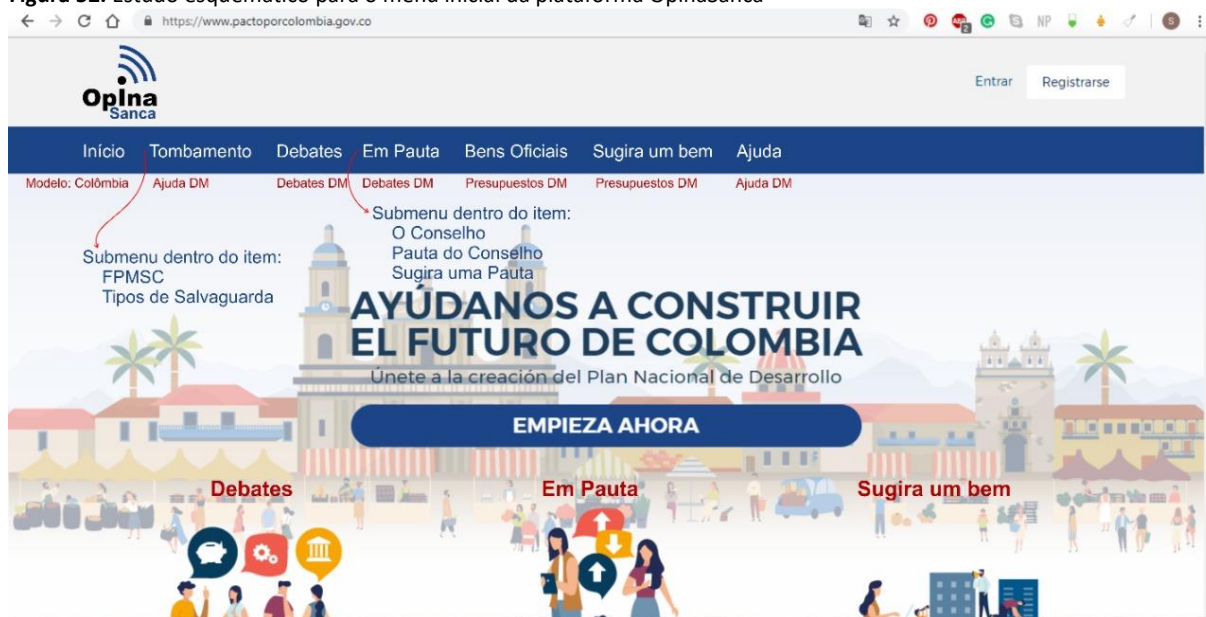 Figura 52. Estudo esquemático para o menu inicial da plataforma OpinaSanca
https://www.pactoporcolombia.gov.co
2
NP
S
OpIna
Sanca
Entrar Registrarse
Início Tombamento Debates Em Pauta Bens Oficiais Sugira um bem Ajuda
Modelo: Colômbia Ajuda DM Debates DM Debates DM Presupuestos DM Presupuestos DM Ajuda DM
Submenu dentro do item:
O Conselho
Pauta do Conselho
Sugira uma Pauta
Submenu dentro do item:
FPMSC
Tipos de Salvaguarda
AYÚDANOS A CONSTRUIR
EL FUTURO DE COLOMBIA
Únete a la creación del Plan Nacional de Desarrollo
EMPIEZA AHORA
Debates Em Pauta Sugira um bem